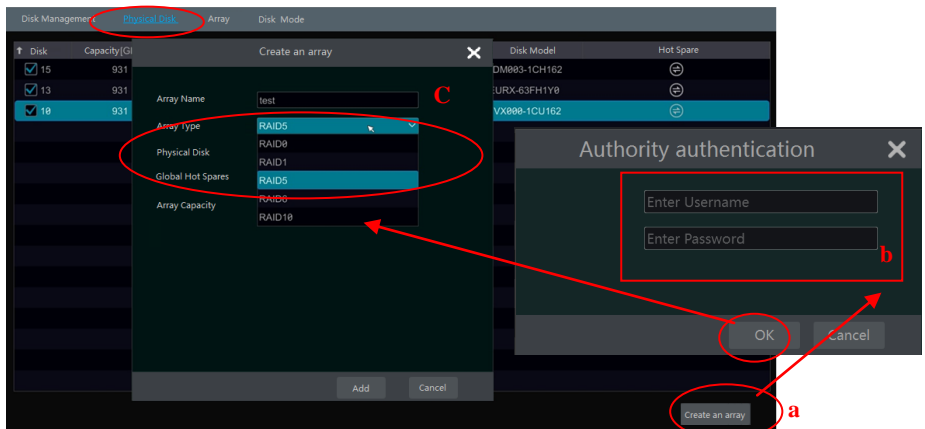 Disk Management Physical Disk Array Disk Mode
Disk Capacity[G Create an array Disk Model Hot Spare
15 931 DM003-1CH162
13 931 EURX-63FH1Y0
10 931 VX000-1CU162
Array Name test C
Array Type RAID5
Physical Disk RAID0
RAID1
Global Hot Spares RAID5
Array Capacity RAID6
RAID10
Add Cancel
Authority authentication
Enter Username
Enter Password
b
OK Cancel
Create an array a